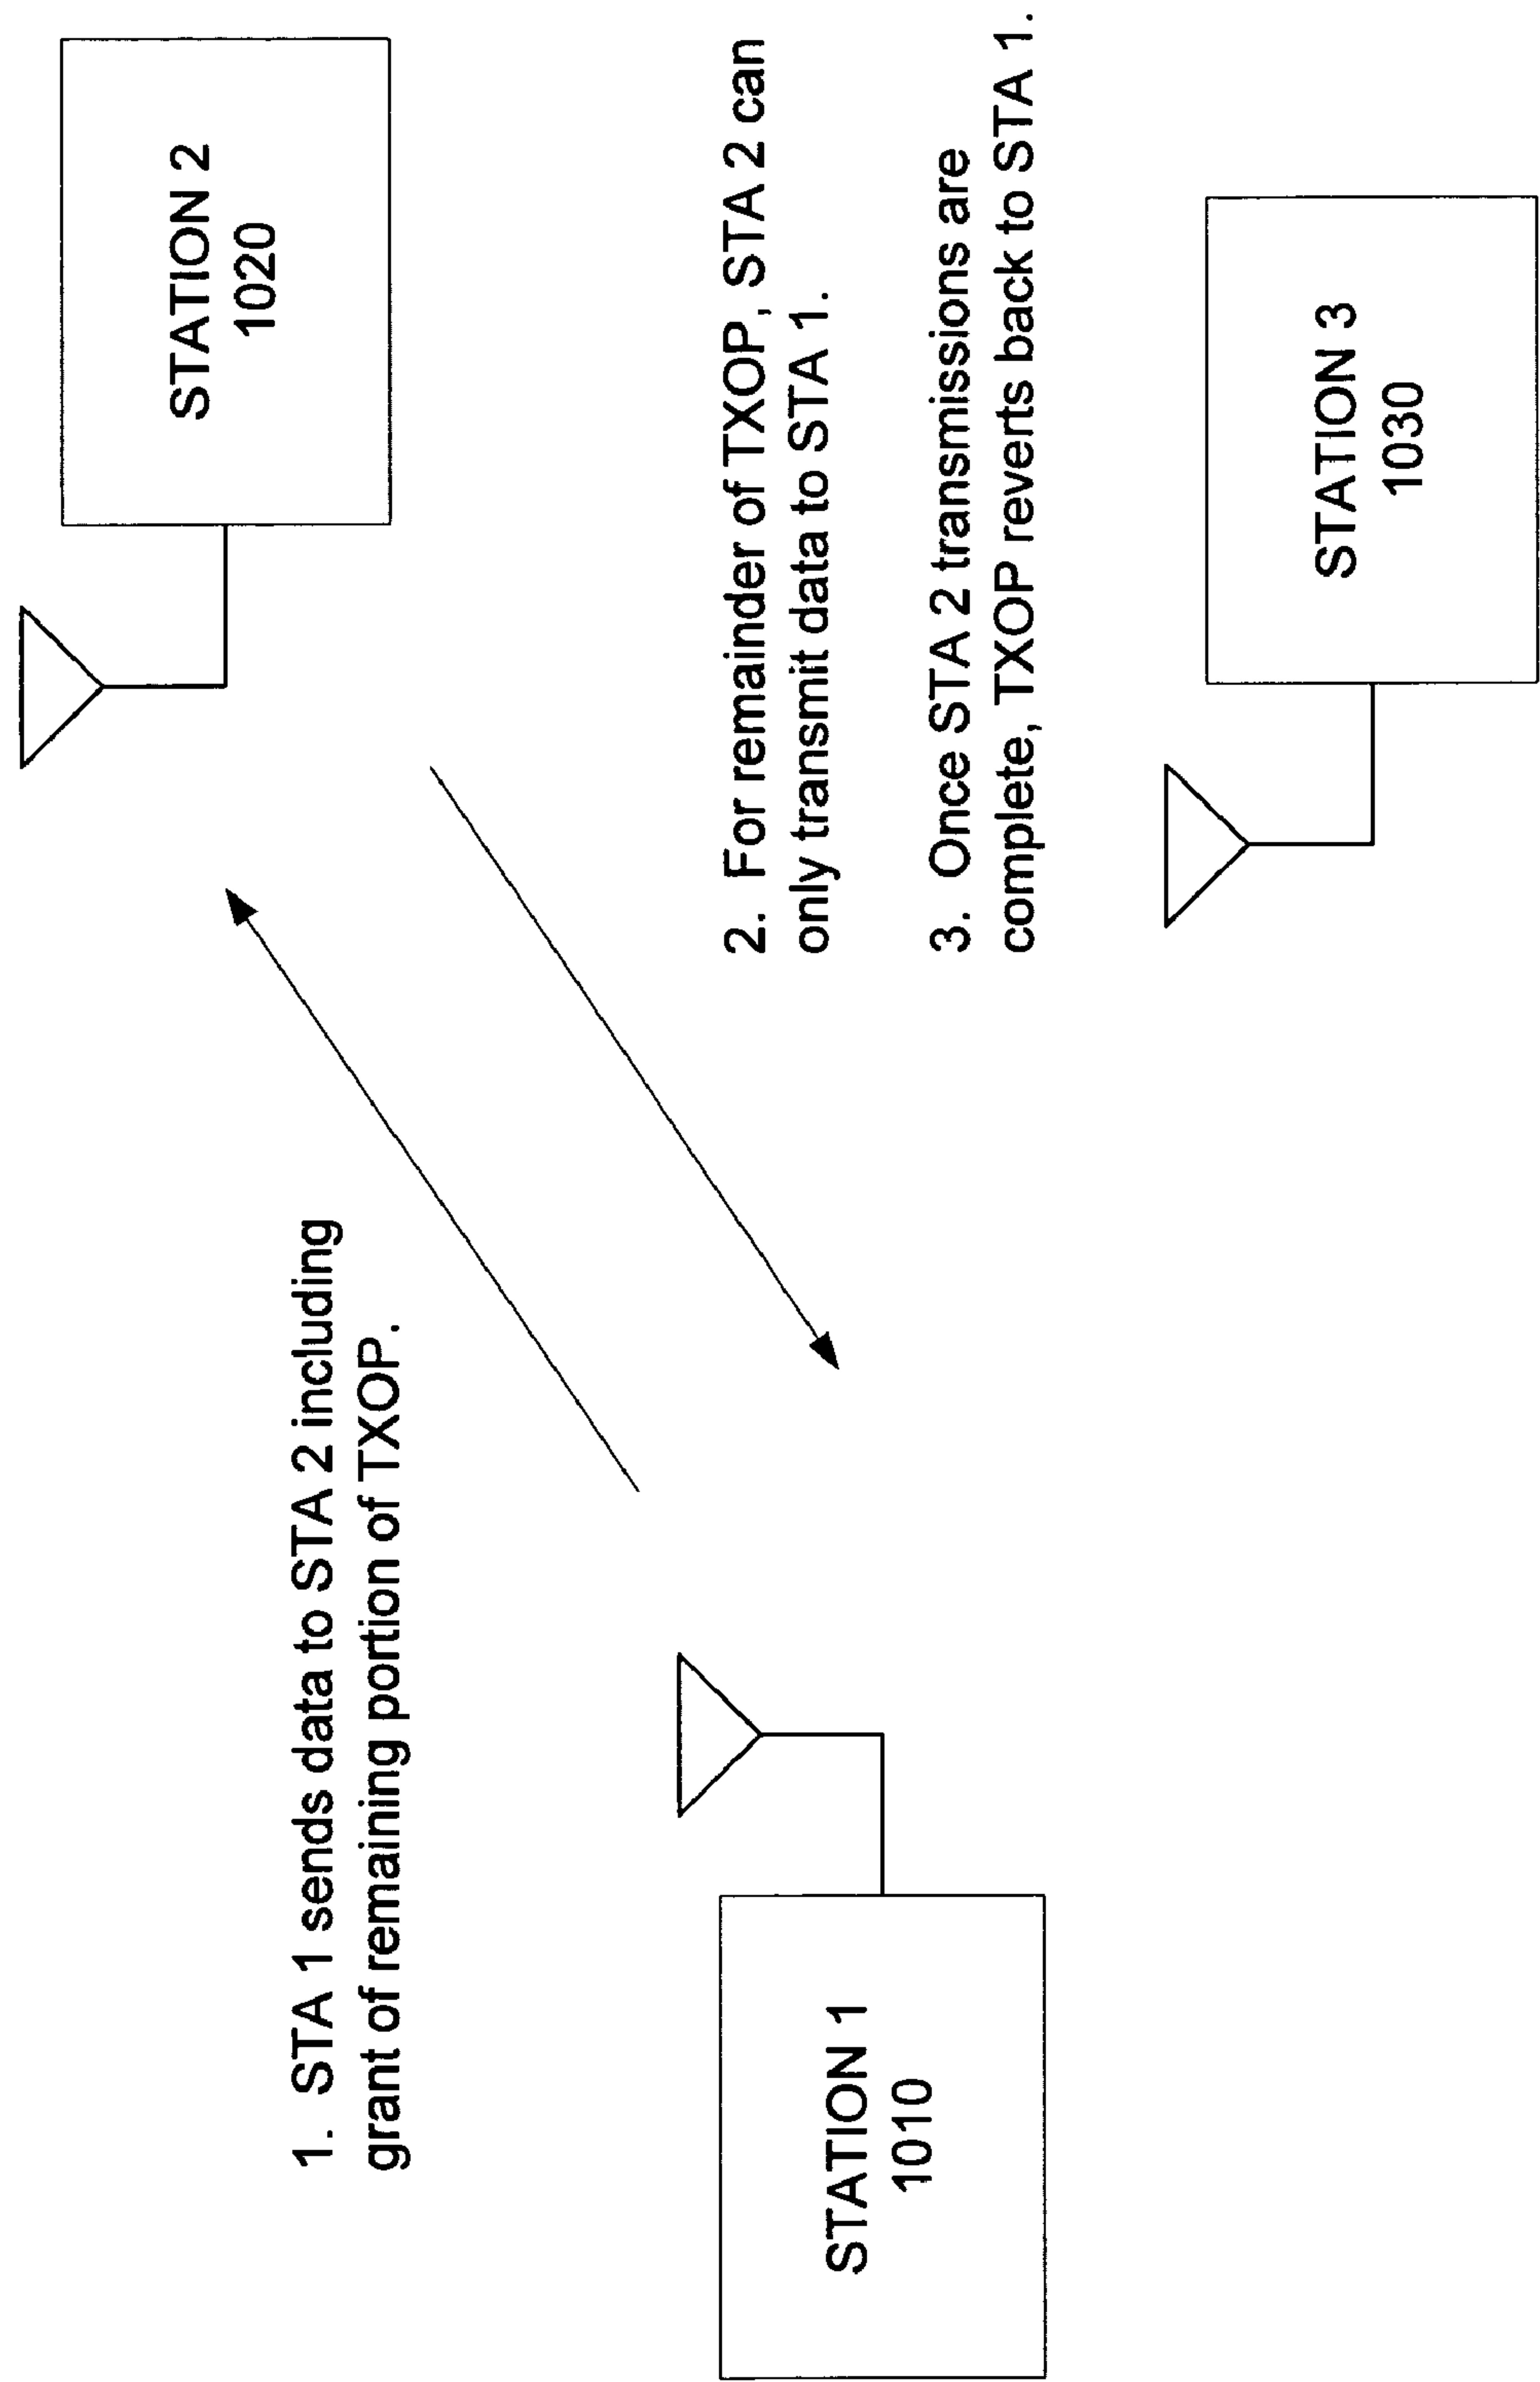 1. STA 1 sends data to STA 2 including
grant of remaining portion of TXOP.
STATION 2
1020
STATION 1
1010
2. For remainder of TXOP, STA 2 can
only transmit data to STA 1.
3. Once STA 2 transmissions are
complete, TXOP reverts back to STA 1.
STATION 3
1030